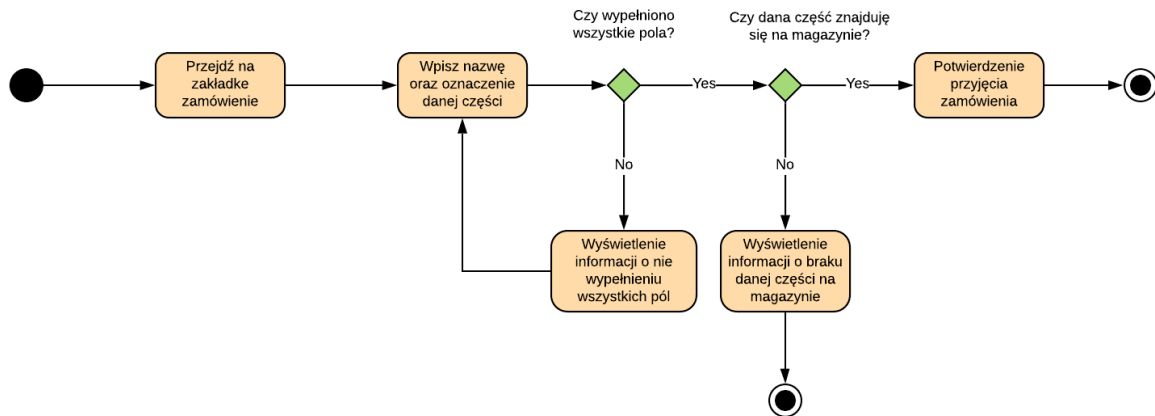 Czy wypełniono
wszystkie pola?
Czy dana część znajduję
się na magazynie?
Przejdź na
zakładke
zamówienie
Wpisz nazwę
oraz oznaczenie
danej części
Yes
Yes
Potwierdzenie
przyjęcia
zamówienia
No
No
Wyświetlenie
informacji o nie
wypełnieniu
wszystkich pól
Wyświetlenie
informacji o braku
danej części na
magazynie